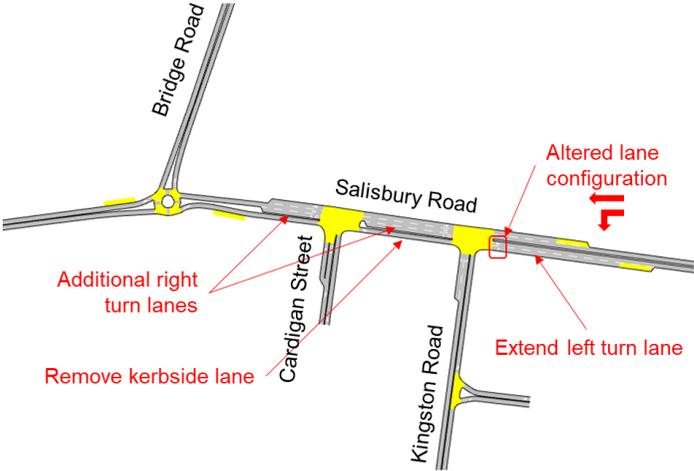 Bridge Road
Altered lane
configuration
Salisbury Road
Additional right
turn lanes
Cardigan Street
Extend left turn lane
Remove kerbside lane
Kingston Road